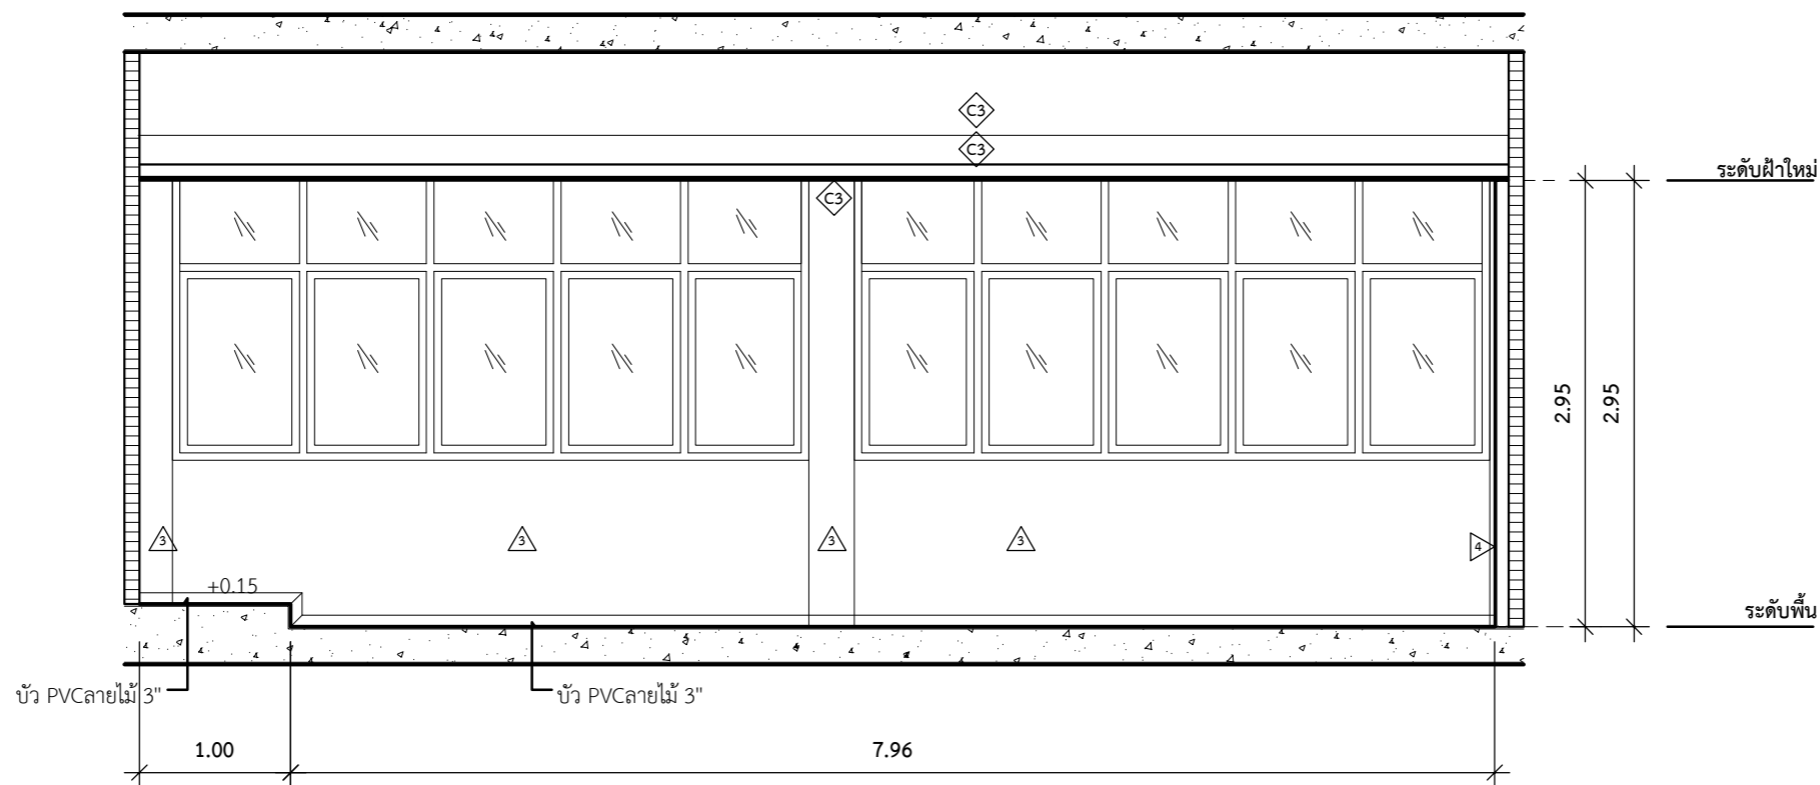 C3
C3
ระดับฝ้าใหม่
C3
2.95
2.95
3
3
3
3
4
+0.15
ระดับพื้น
บัว PVCลายไม้ 3"
บัว PVCลายไม้ 3"
1.00
7.96